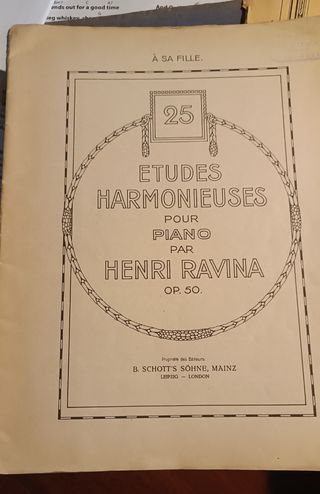 ends out for a good time
À SA FILLE.
25
ETUDES
HARMONIEUSES
POUR
PIANO
PAR
HENRI RAVINA
OP. 50.
Propriété des Editeurs
B. SCHOTT'S SÖHNE, MAINZ
LEIPZIG — LONDON